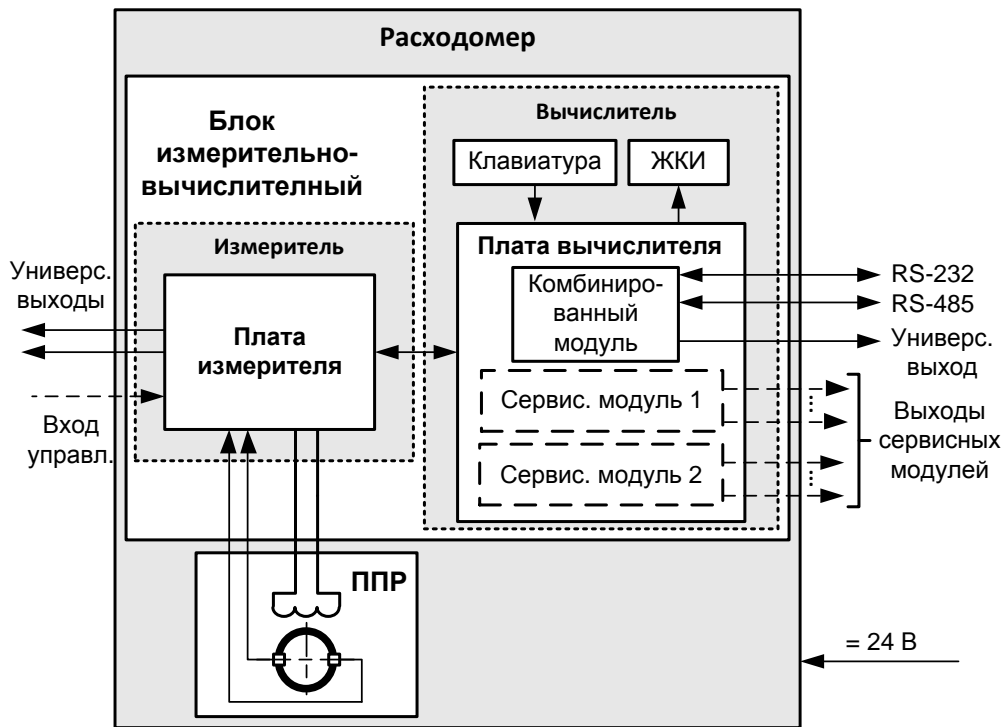 Расходомер
Блок
измерительно-
вычислителный
Вычислитель
Клавиатура
ЖКИ
Плата вычислителя
Комбиниро-
ванный
модуль
Сервис. модуль 1
Сервис. модуль 2
Измеритель
Плата
измерителя
Универс.
выходы
Вход
управл.
RS-232
RS-485
Универс.
выход
Выходы
сервисных
модулей
ППР
= 24 В